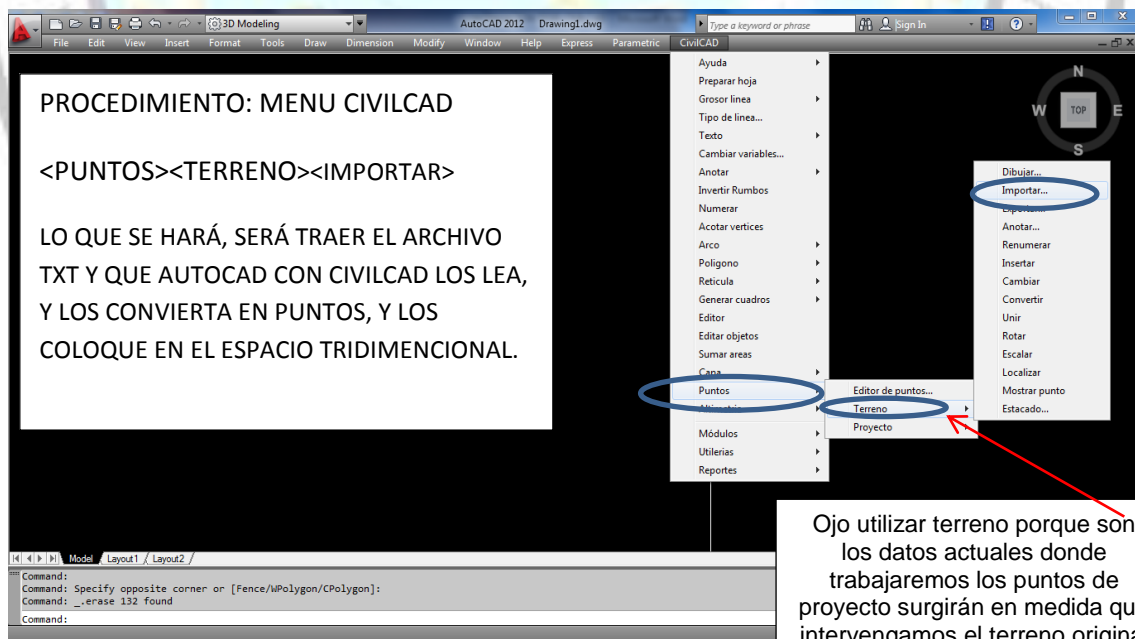 3D Modeling
AutoCAD 2012 Drawing1.dwg
Type a keyword or phrase
Sign In
File Edit View Insert Format Tools Draw Dimension Modify Window Help Express Parametric CivilCAD
PROCEDIMIENTO: MENU CIVILCAD
<PUNTOS><TERRENO><IMPORTAR>
LO QUE SE HARÁ, SERÁ TRAER EL ARCHIVO
TXT Y QUE AUTOCAD CON CIVILCAD LOS LEA,
Y LOS CONVIERTA EN PUNTOS, Y LOS
COLOQUE EN EL ESPACIO TRIDIMENCIONAL.
Ayuda
Preparar hoja
Grosor linea
Tipo de linea...
Texto
Cambiar variables...
Anotar
Invertir Rumbos
Numerar
Acotar vertices
Arco
Poligono
Reticula
Generar cuadros
Editor
Editar objetos
Sumar areas
Capa
Puntos
Altimetria
Módulos
Utilerias
Reportes
Editor de puntos...
Terreno
Proyecto
N
W TOP E
S
Dibujar...
Importar...
Exportar...
Anotar...
Renumerar
Insertar
Cambiar
Convertir
Unir
Rotar
Escalar
Localizar
Mostrar punto
Estacado...
Ojo utilizar terreno porque son
los datos actuales donde
trabajaremos los puntos de
proyecto surgirán en medida qu
intervengamos el terreno origina
Model Layout1 Layout2
Command:
Command: Specify opposite corner or [Fence/WPolygon/CPolygon]:
Command: _.erase 132 found
Command: